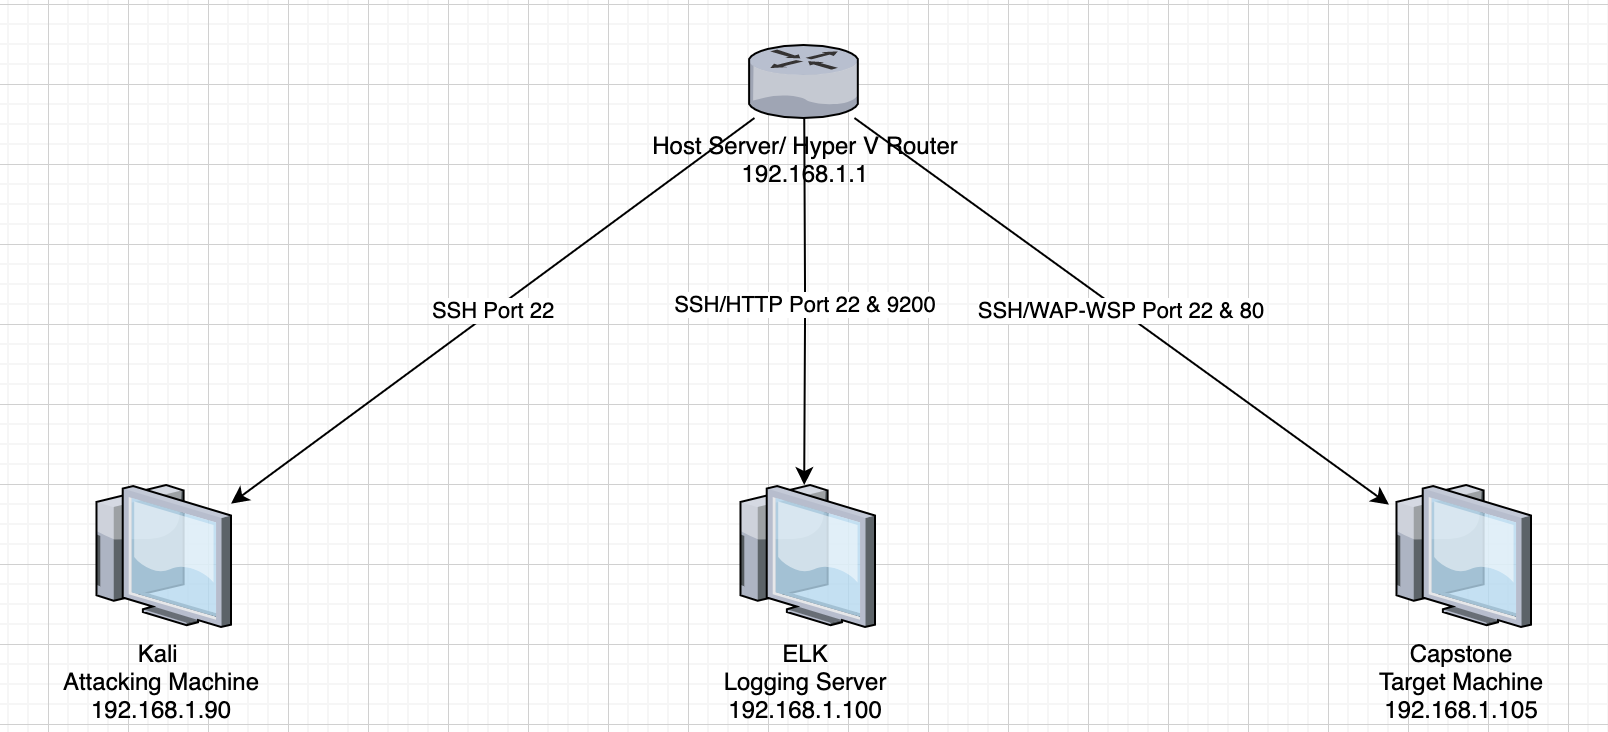 Host Server/ Hyper V Router
192.168.1.1
SSH Port 22
SSH/HTTP Port 22 & 9200
SSH/WAP-WSP Port 22 & 80
Kali
Attacking Machine
192.168.1.90
ELK
Logging Server
192.168.1.100
Capstone
Target Machine
192.168.1.105